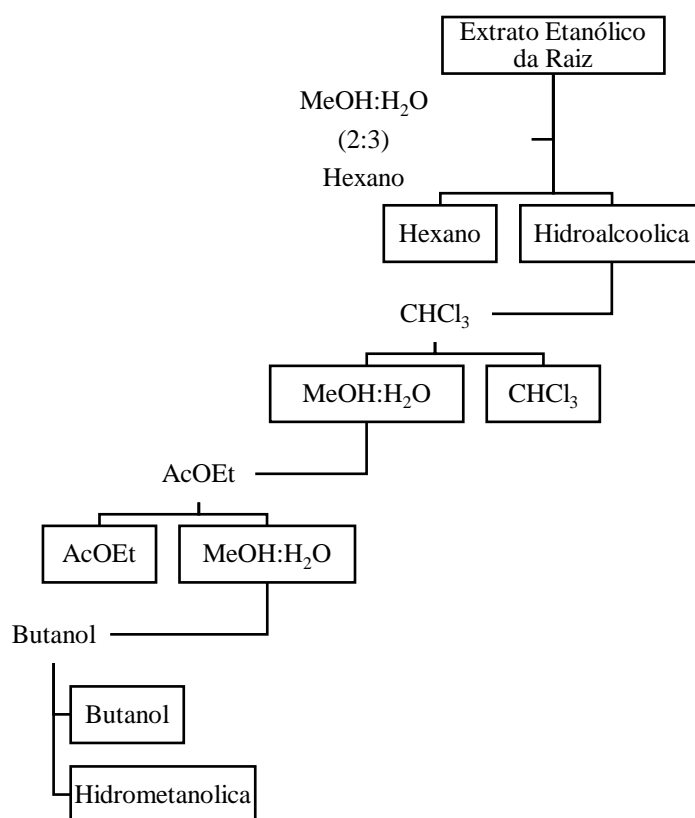 Extrato Etanólico
da Raiz
MeOH:H₂O
(2:3)
Hexano
Hexano
Hidroalcoolica
CHCl₃
MeOH:H₂O
CHCl₃
AcOEt
AcOEt
MeOH:H₂O
Butanol
Butanol
Hidrometanolica